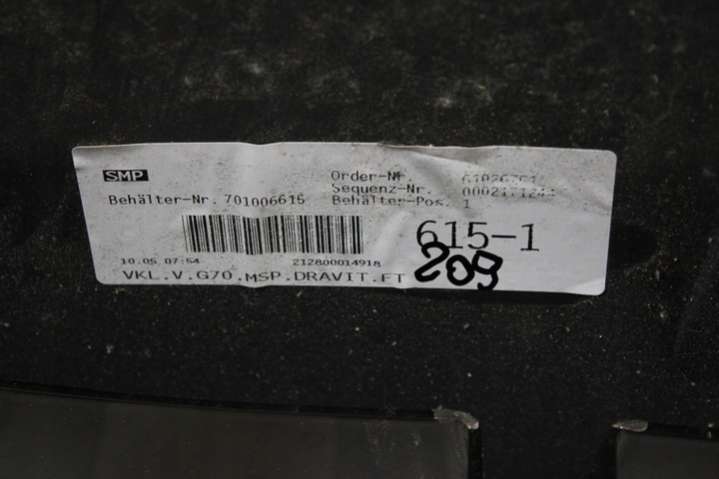 SMP
Order-Nr.
Sequenz-Nr.
Behälter-Nr. 701006615 Behälter-Pos. 1
615-1
10.05 07:54 212800014918
VKL.V.G70.MSP.DRAVIT.FT
209